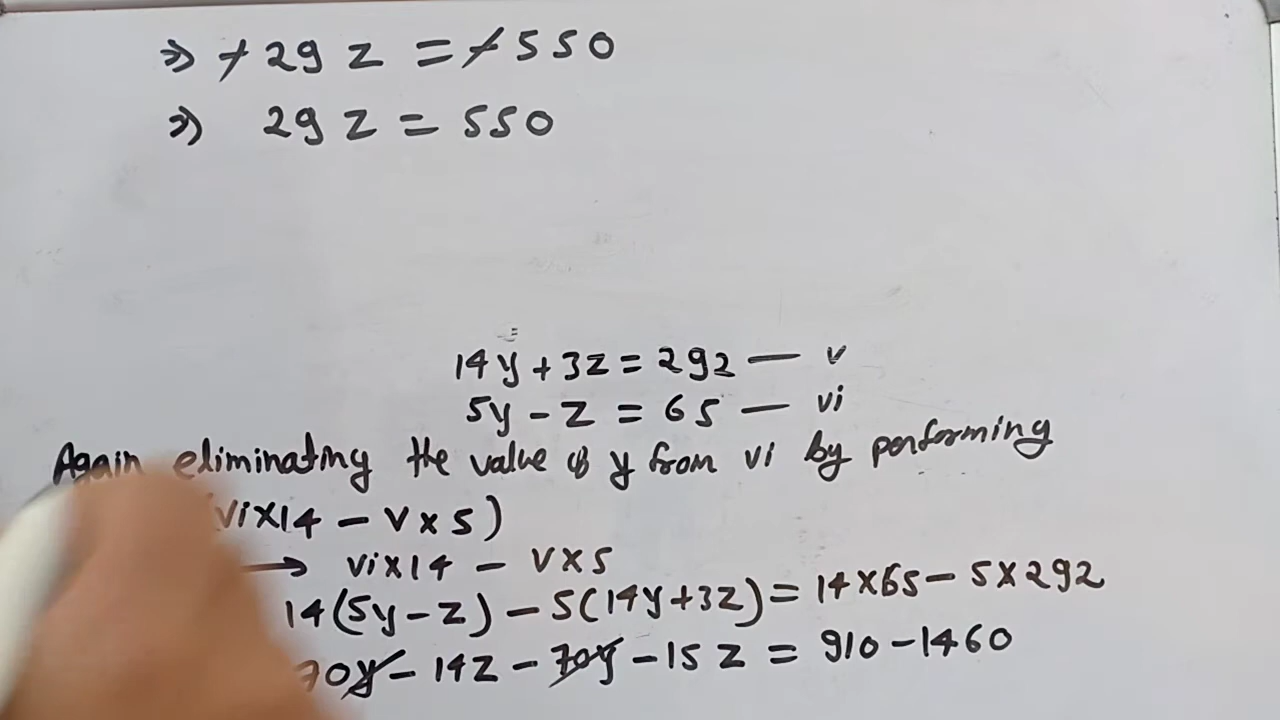 ⇒ -29 z = -550
⇒ 29 z = 550
14y + 3z = 292 — v
5y - z = 65 — vi
Again eliminating the value of y from vi by performing
(vi×14 - v×5)
→ vi×14 - v×5
14(5y - z) - 5(14y + 3z) = 14×65 - 5×292
70y - 14z - 70y - 15z = 910 - 1460